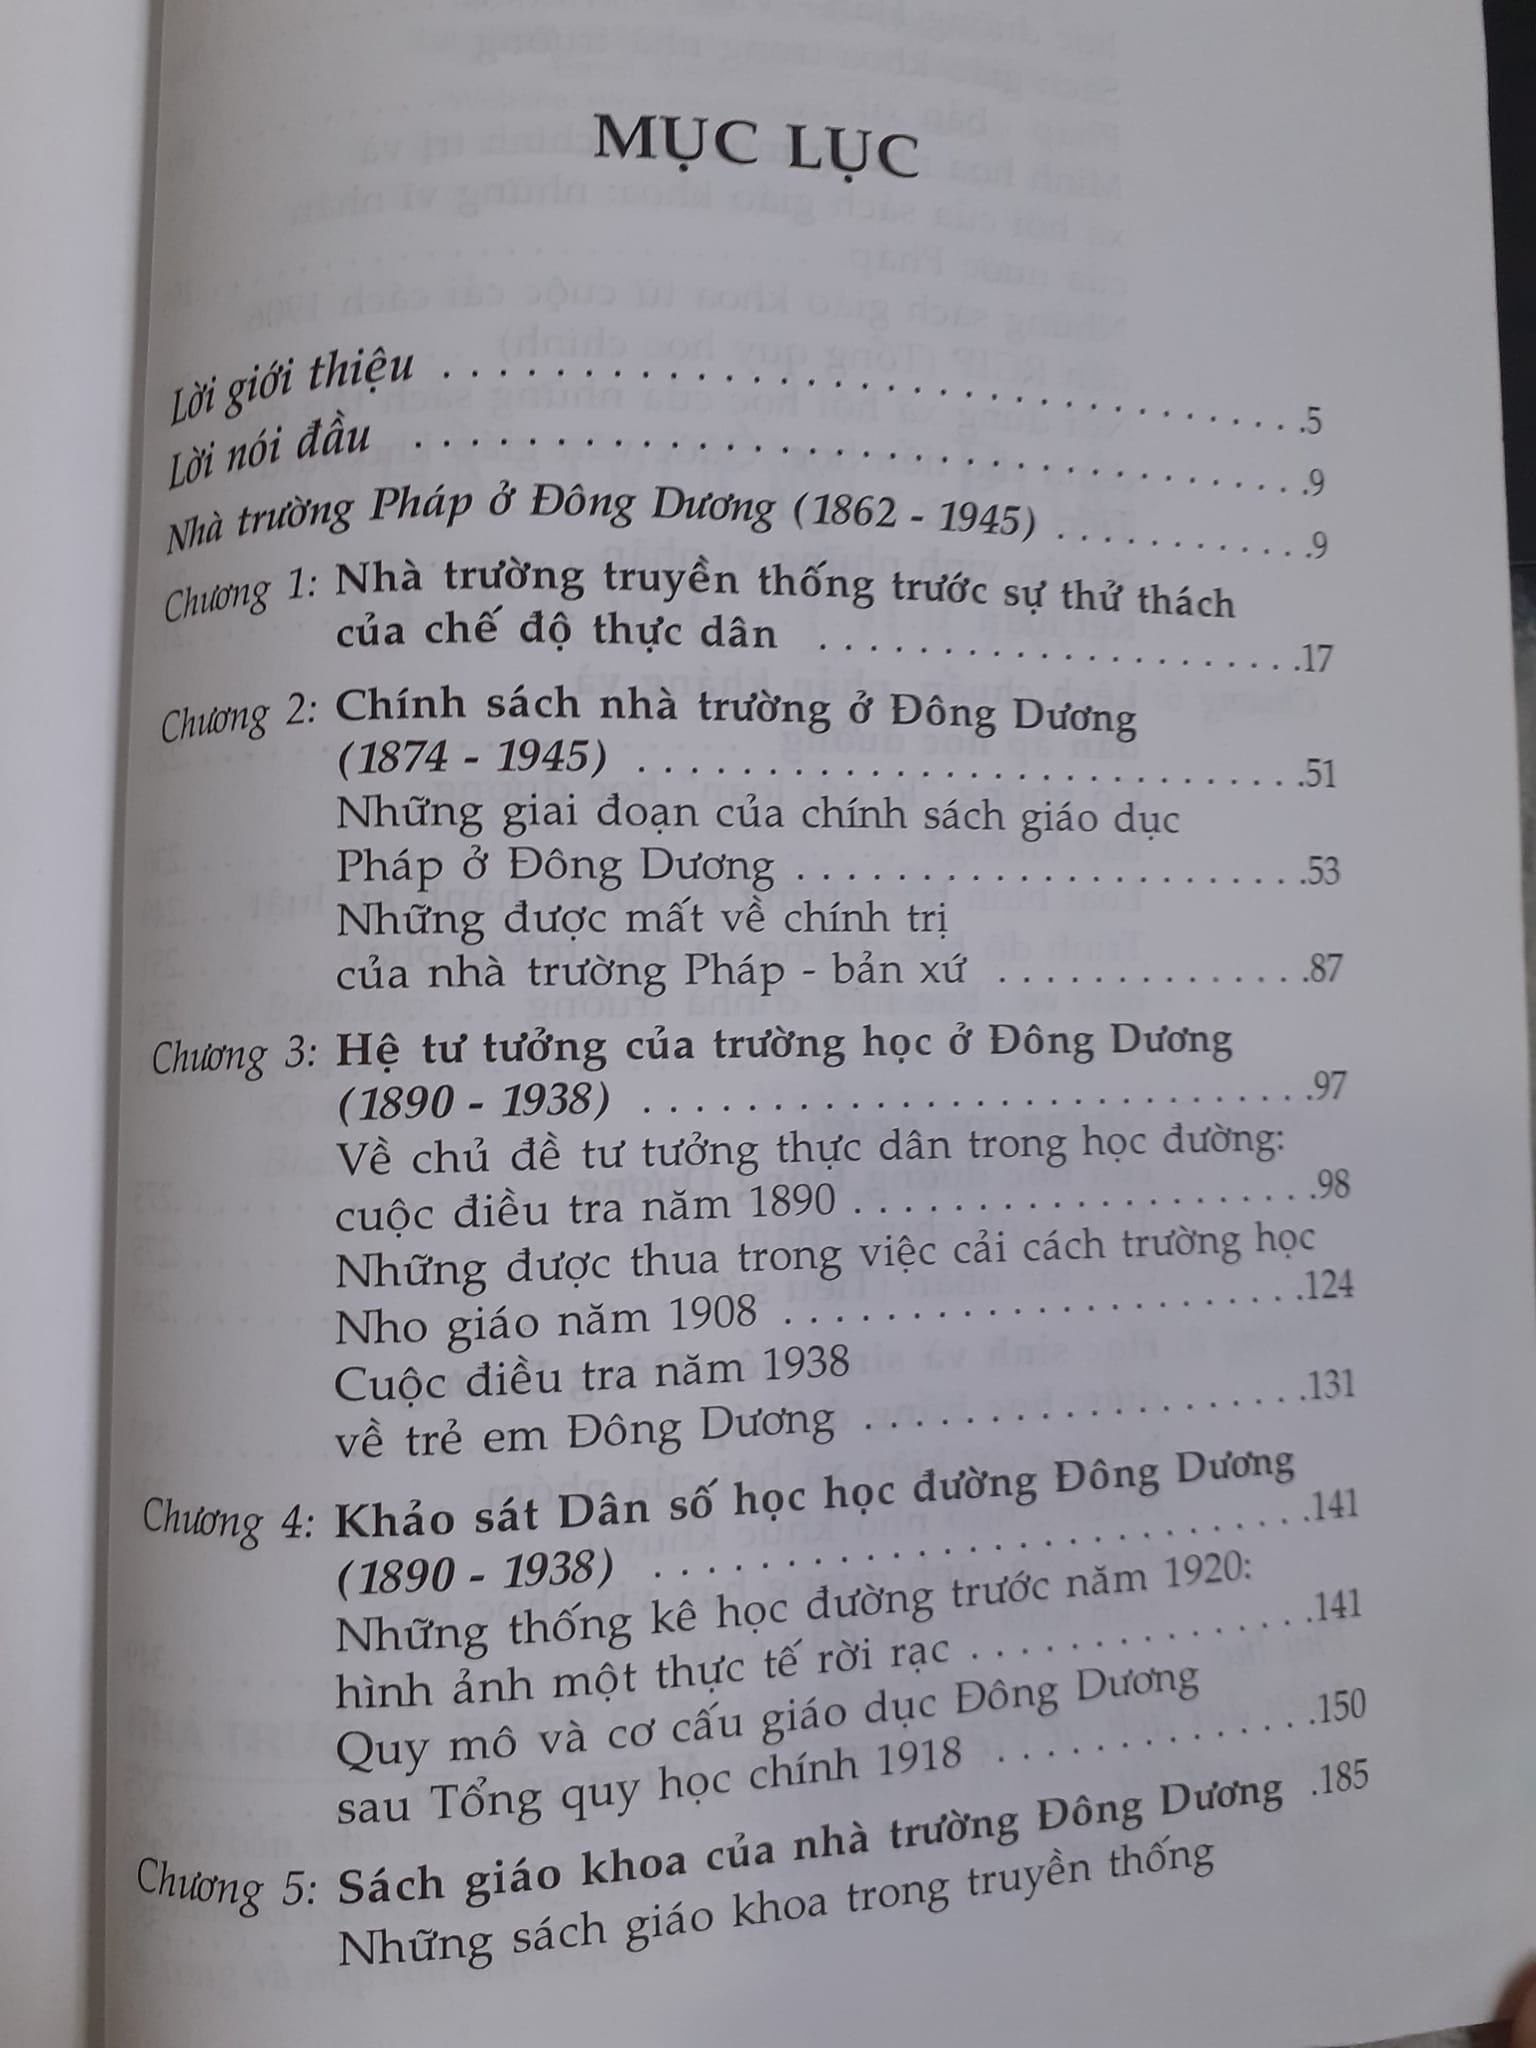 MỤC LỤC
Lời giới thiệu . . . . . . . . . . . . . . . . . . . . . . . . . . . . . . .5
Lời nói đầu . . . . . . . . . . . . . . . . . . . . . . . . . . . . . . . .9
Nhà trường Pháp ở Đông Dương (1862 - 1945) . . . . . . . . . . .9
Chương 1: Nhà trường truyền thống trước sự thử thách
của chế độ thực dân . . . . . . . . . . . . . . . . . . . .17
Chương 2: Chính sách nhà trường ở Đông Dương
(1874 - 1945) . . . . . . . . . . . . . . . . . . . . . . . . . .51
Những giai đoạn của chính sách giáo dục
Pháp ở Đông Dương . . . . . . . . . . . . . . . . . . . . .53
Những được mất về chính trị
của nhà trường Pháp - bản xứ . . . . . . . . . . . . .87
Chương 3: Hệ tư tưởng của trường học ở Đông Dương
(1890 - 1938) . . . . . . . . . . . . . . . . . . . . . . . . . .97
Về chủ đề tư tưởng thực dân trong học đường:
cuộc điều tra năm 1890 . . . . . . . . . . . . . . . . . . .98
Những được thua trong việc cải cách trường học
Nho giáo năm 1908 . . . . . . . . . . . . . . . . . . . . .124
Cuộc điều tra năm 1938
về trẻ em Đông Dương . . . . . . . . . . . . . . . . . .131
Chương 4: Khảo sát Dân số học học đường Đông Dương
(1890 - 1938) . . . . . . . . . . . . . . . . . . . . . . . . . .141
Những thống kê học đường trước năm 1920:
hình ảnh một thực tế rời rạc . . . . . . . . . . . . . .141
Quy mô và cơ cấu giáo dục Đông Dương
sau Tổng quy học chính 1918 . . . . . . . . . . . . .150
Chương 5: Sách giáo khoa của nhà trường Đông Dương .185
Những sách giáo khoa trong truyền thống